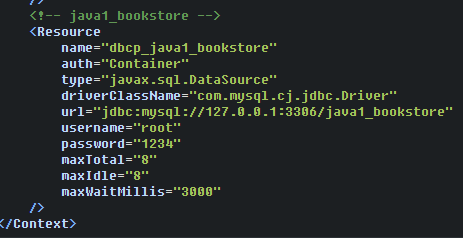 />
<!-- java1_bookstore -->
<Resource
name="dbcp_java1_bookstore"
auth="Container"
type="javax.sql.DataSource"
driverClassName="com.mysql.cj.jdbc.Driver"
url="jdbc:mysql://127.0.0.1:3306/java1_bookstore"
username="root"
password="1234"
maxTotal="8"
maxIdle="8"
maxWaitMillis="3000"
/>
</Context>